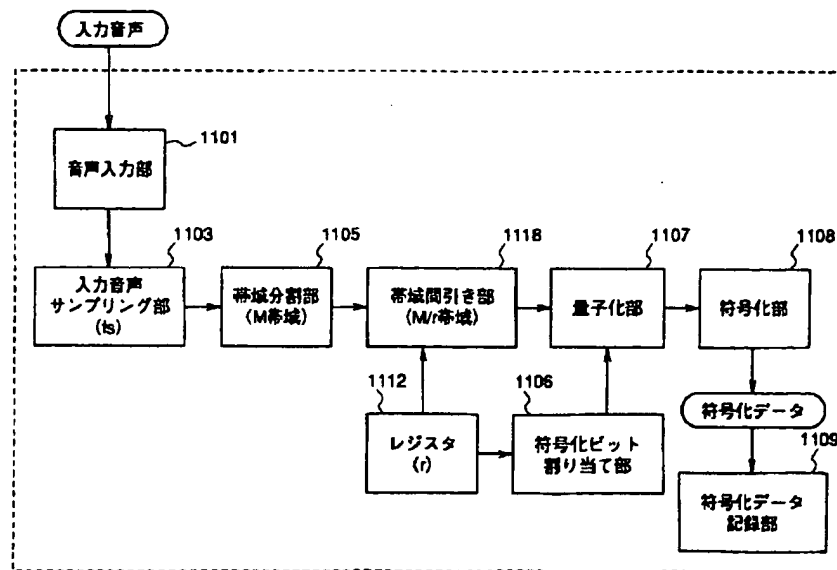 入力音声
1101
音声入力部
1103
入力音声
サンプリング部
(fs)
1105
帯域分割部
(M帯域)
1118
帯域間引き部
(M/r帯域)
1107
量子化部
1108
符号化部
1112
レジスタ
(r)
1106
符号化ビット
割り当て部
符号化データ
1109
符号化データ
記録部